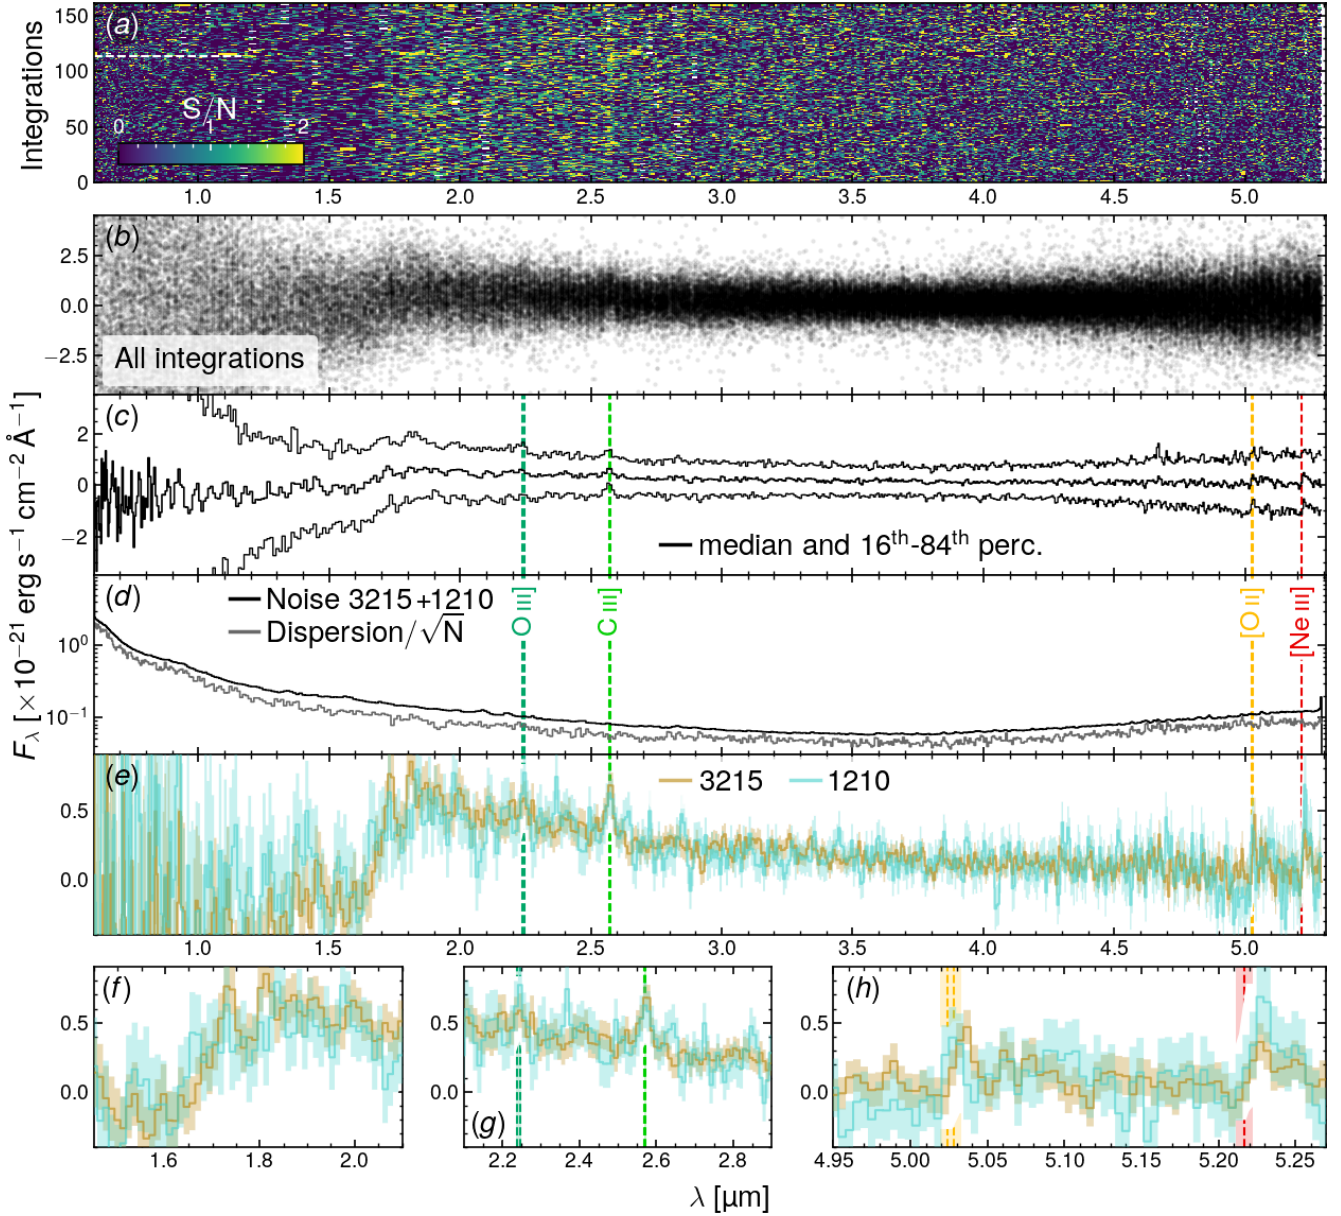 Integrations
(a)
150
100
50
0
S/N
0 1 2
1.0 1.5 2.0 2.5 3.0 3.5 4.0 4.5 5.0
(b)
2.5
0.0
−2.5
All integrations
F_λ [×10⁻²¹ erg s⁻¹ cm⁻² Å⁻¹]
(c)
2
0
−2
median and 16th-84th perc.
(d)
Noise 3215+1210
Dispersion/√N
10⁰
10⁻¹
O III]
C III]
[O II]
[Ne III]
(e)
3215
1210
0.5
0.0
1.0 1.5 2.0 2.5 3.0 3.5 4.0 4.5 5.0
(f)
0.5
0.0
1.6 1.8 2.0
(g)
0.5
0.0
2.2 2.4 2.6 2.8
(h)
0.5
0.0
4.95 5.00 5.05 5.10 5.15 5.20 5.25
λ [μm]